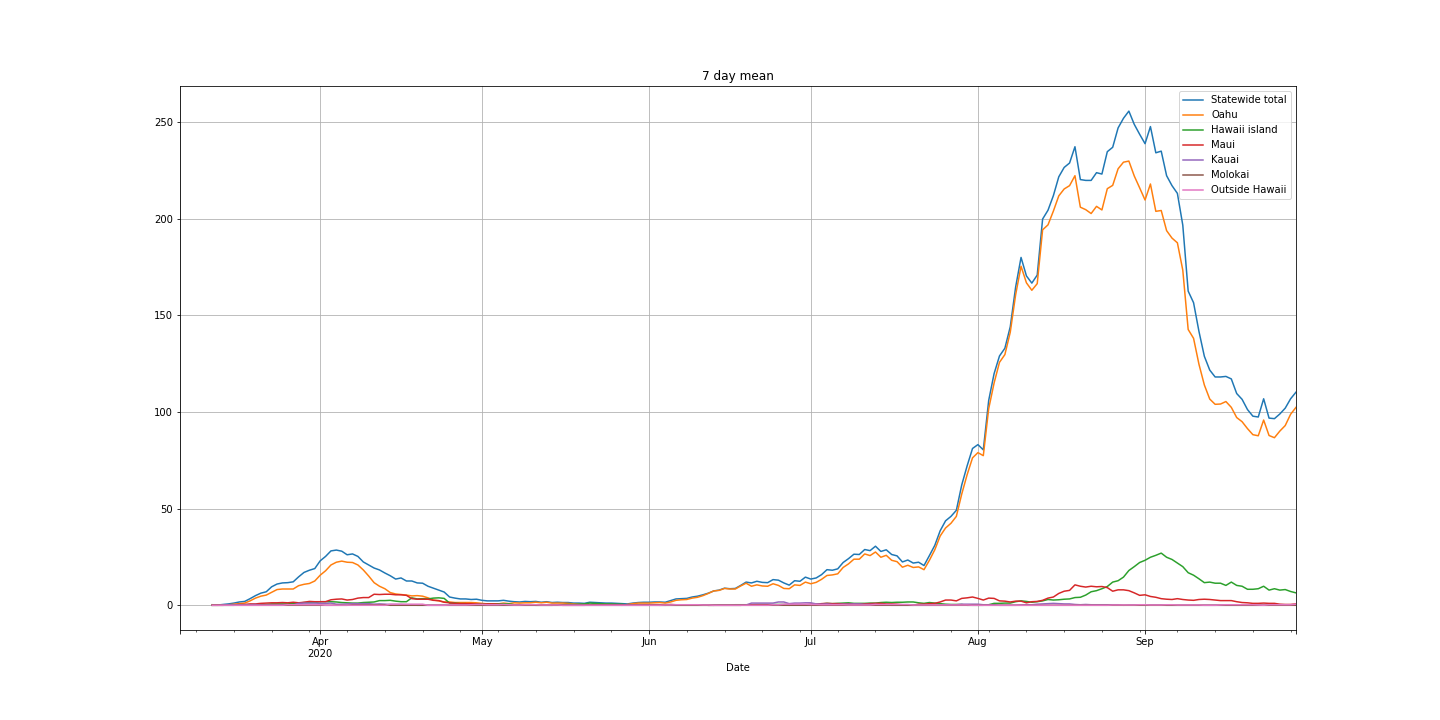 7 day mean
250
200
150
100
50
0
Statewide total
Oahu
Hawaii island
Maui
Kauai
Molokai
Outside Hawaii
Apr
2020
May
Jun
Jul
Aug
Sep
Date